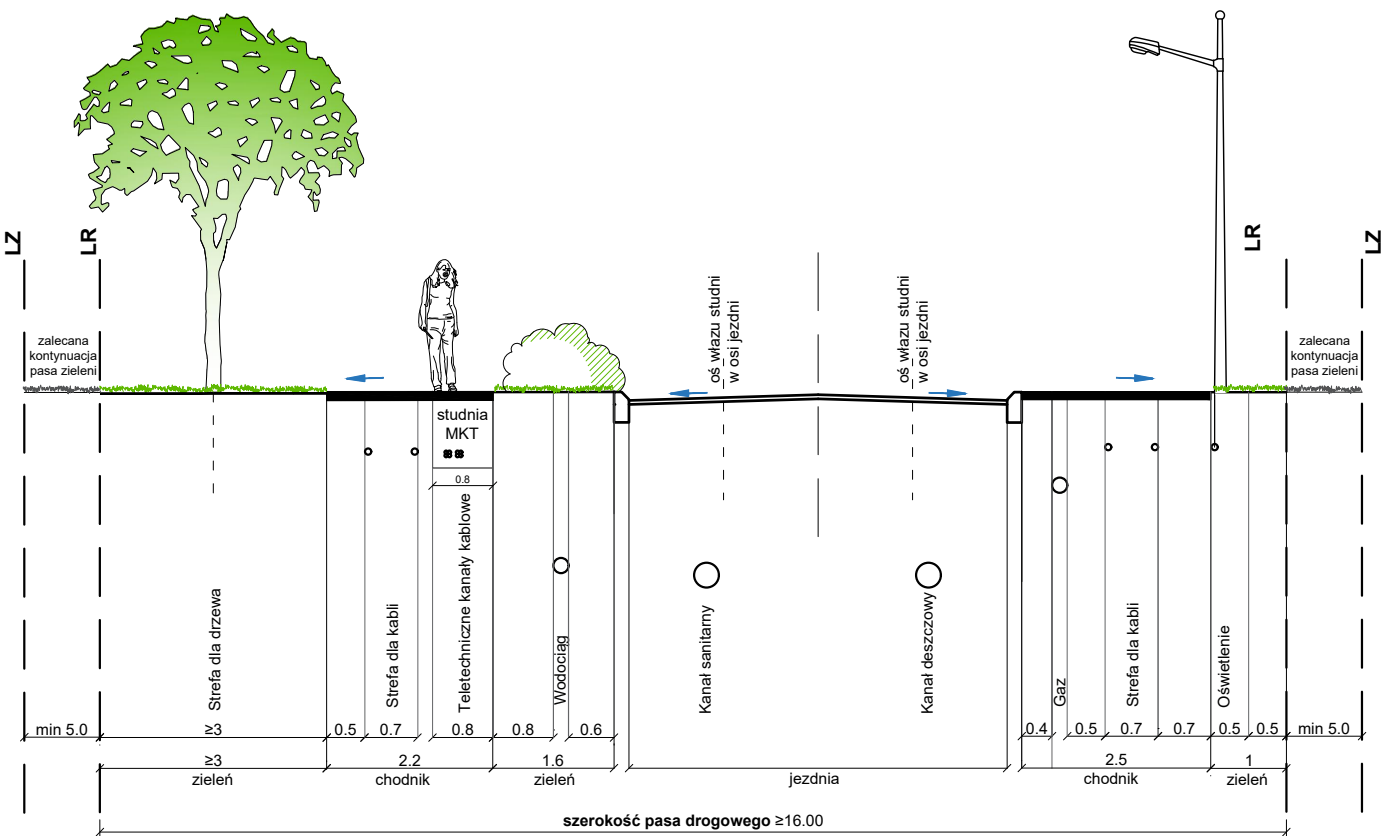 LZ
LR
LR
LZ
zalecana
kontynuacja
pasa zieleni
oś włazu studni
w osi jezdni
oś włazu studni
w osi jezdni
zalecana
kontynuacja
pasa zieleni
studnia
MKT
0.8
Strefa dla drzewa
Strefa dla kabli
Teletechniczne kanały kablowe
Wodociąg
Kanał sanitarny
Kanał deszczowy
Gaz
Strefa dla kabli
Oświetlenie
min 5.0
≥3
0.5
0.7
0.8
0.8
0.6
0.4
0.5
0.7
0.7
0.5
0.5
min 5.0
≥3
2.2
1.6
2.5
1
zieleń
chodnik
zieleń
jezdnia
chodnik
zieleń
szerokość pasa drogowego ≥16.00